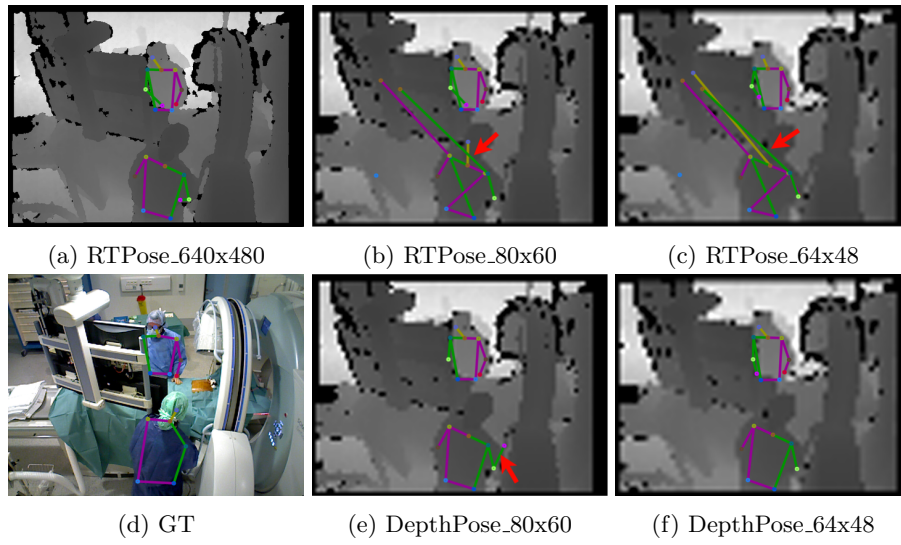 (a) RTPose_640x480
(b) RTPose_80x60
(c) RTPose_64x48
(d) GT
(e) DepthPose_80x60
(f) DepthPose_64x48